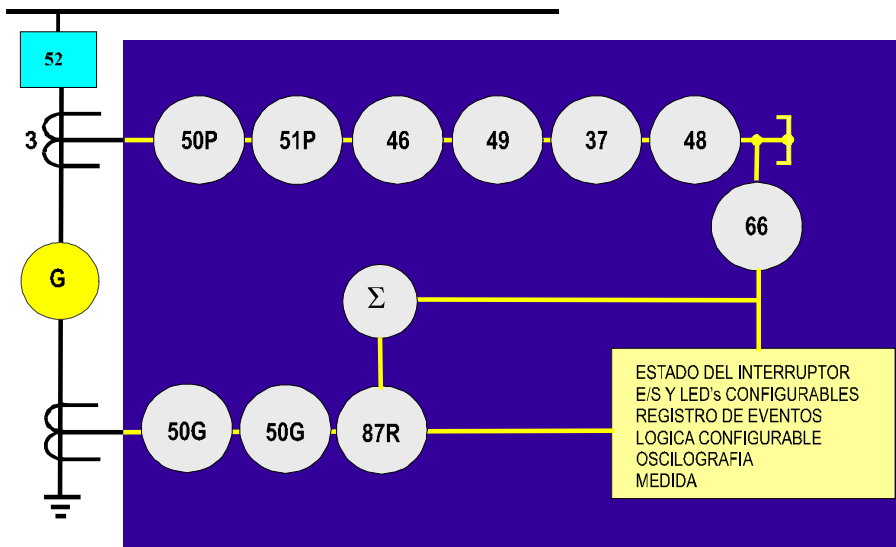 52
3
50P
51P
46
49
37
48
66
G
Σ
50G
50G
87R
ESTADO DEL INTERRUPTOR
E/S Y LED's CONFIGURABLES
REGISTRO DE EVENTOS
LOGICA CONFIGURABLE
OSCILOGRAFIA
MEDIDA